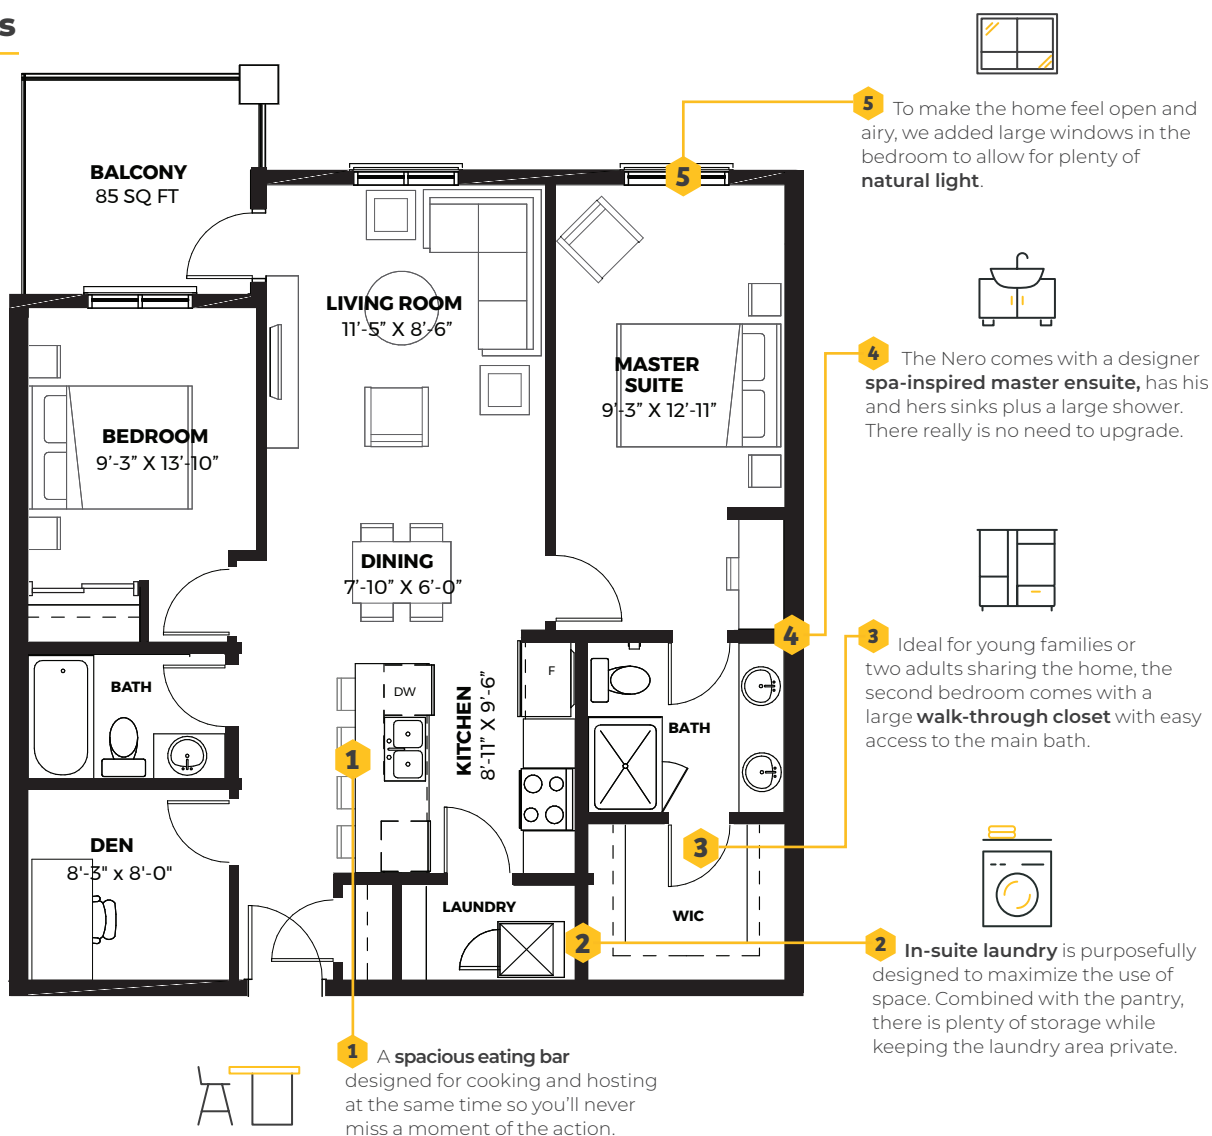 s
BALCONY
85 SQ FT
LIVING ROOM
11’-5” X 8’-6”
MASTER
SUITE
9’-3” X 12’-11”
BEDROOM
9’-3” X 13’-10”
DINING
7’-10” X 6’-0”
BATH
DW
F
KITCHEN
8’-11” X 9’-6”
BATH
DEN
8'-3" x 8'-0"
LAUNDRY
WIC
5
4
1
3
2
5 To make the home feel open and
airy, we added large windows in the
bedroom to allow for plenty of
natural light.
4 The Nero comes with a designer
spa-inspired master ensuite, has his
and hers sinks plus a large shower.
There really is no need to upgrade.
3 Ideal for young families or
two adults sharing the home, the
second bedroom comes with a
large walk-through closet with easy
access to the main bath.
2 In-suite laundry is purposefully
designed to maximize the use of
space. Combined with the pantry,
there is plenty of storage while
keeping the laundry area private.
1 A spacious eating bar
designed for cooking and hosting
at the same time so you’ll never
miss a moment of the action.